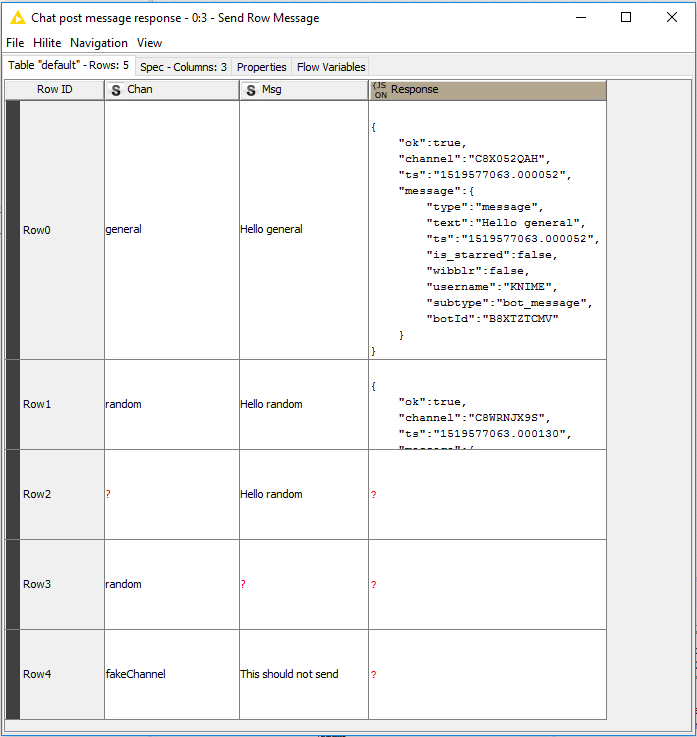 Chat post message response - 0:3 - Send Row Message
File Hilite Navigation View
Table "default" - Rows: 5 Spec - Columns: 3 Properties Flow Variables
Row ID S Chan S Msg {JS ON Response
Row0 general Hello general
{
"ok":true,
"channel":"C8X052QAH",
"ts":"1519577063.000052",
"message":{
"type":"message",
"text":"Hello general",
"ts":"1519577063.000052",
"is_starred":false,
"wibblr":false,
"username":"KNIME",
"subtype":"bot_message",
"botId":"B8XTZTCMV"
}
}
Row1 random Hello random
{
"ok":true,
"channel":"C8WRNJX9S",
"ts":"1519577063.000130",
"message":{
Row2 ? Hello random ?
Row3 random ? ?
Row4 fakeChannel This should not send ?